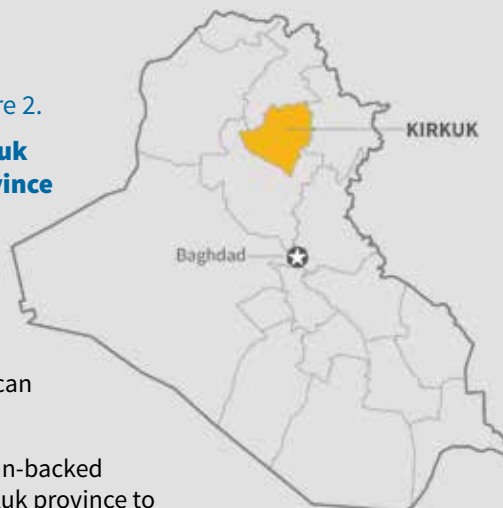 re 2.
uk
vince
KIRKUK
Baghdad
can
n-backed
uk province to